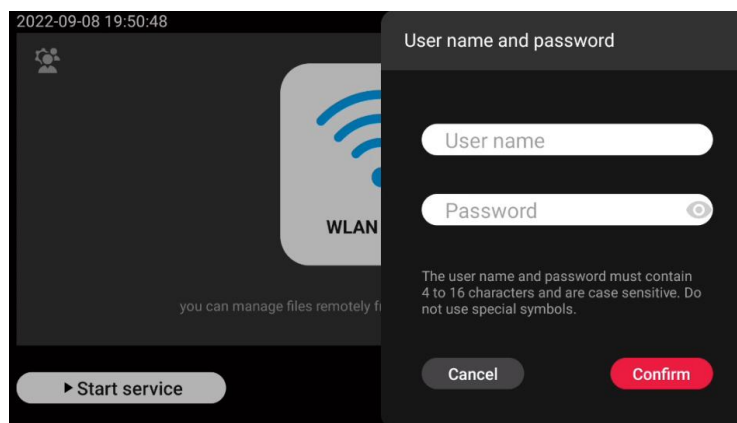 2022-09-08 19:50:48
WLAN
you can manage files remotely
Start service
User name and password
User name
Password
The user name and password must contain
4 to 16 characters and are case sensitive. Do
not use special symbols.
Cancel
Confirm